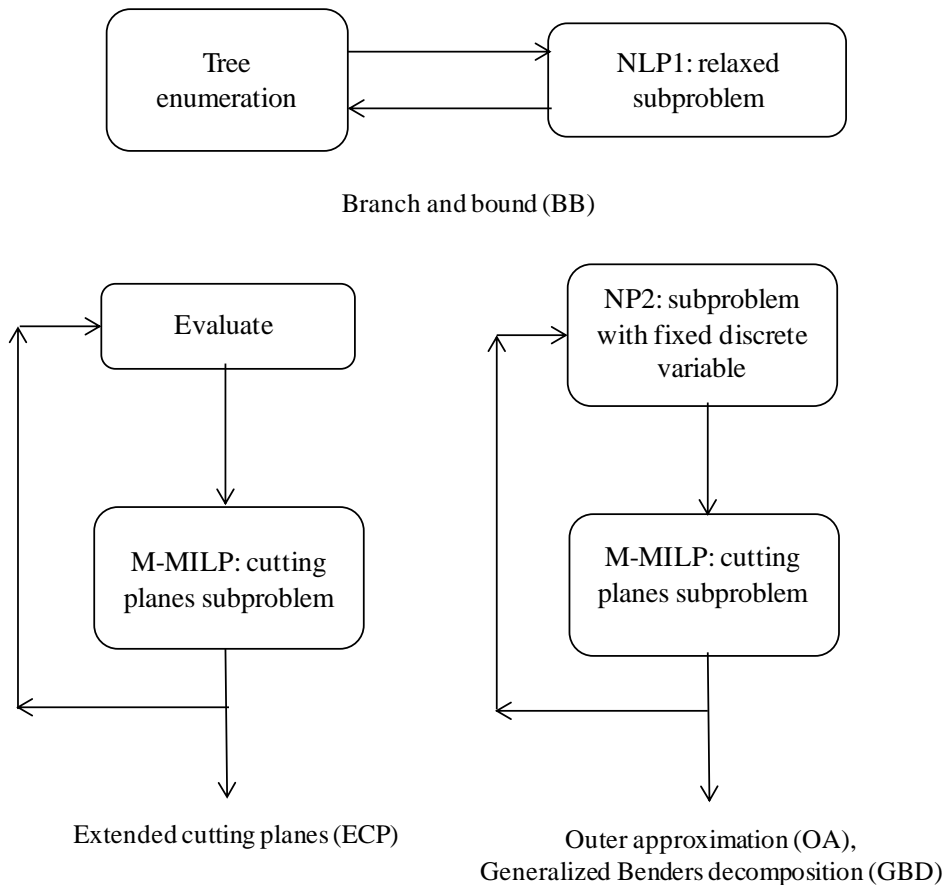 Tree
enumeration
NLP1: relaxed
subproblem
Branch and bound (BB)
Evaluate
M-MILP: cutting
planes subproblem
Extended cutting planes (ECP)
NP2: subproblem
with fixed discrete
variable
M-MILP: cutting
planes subproblem
Outer approximation (OA),
Generalized Benders decomposition (GBD)